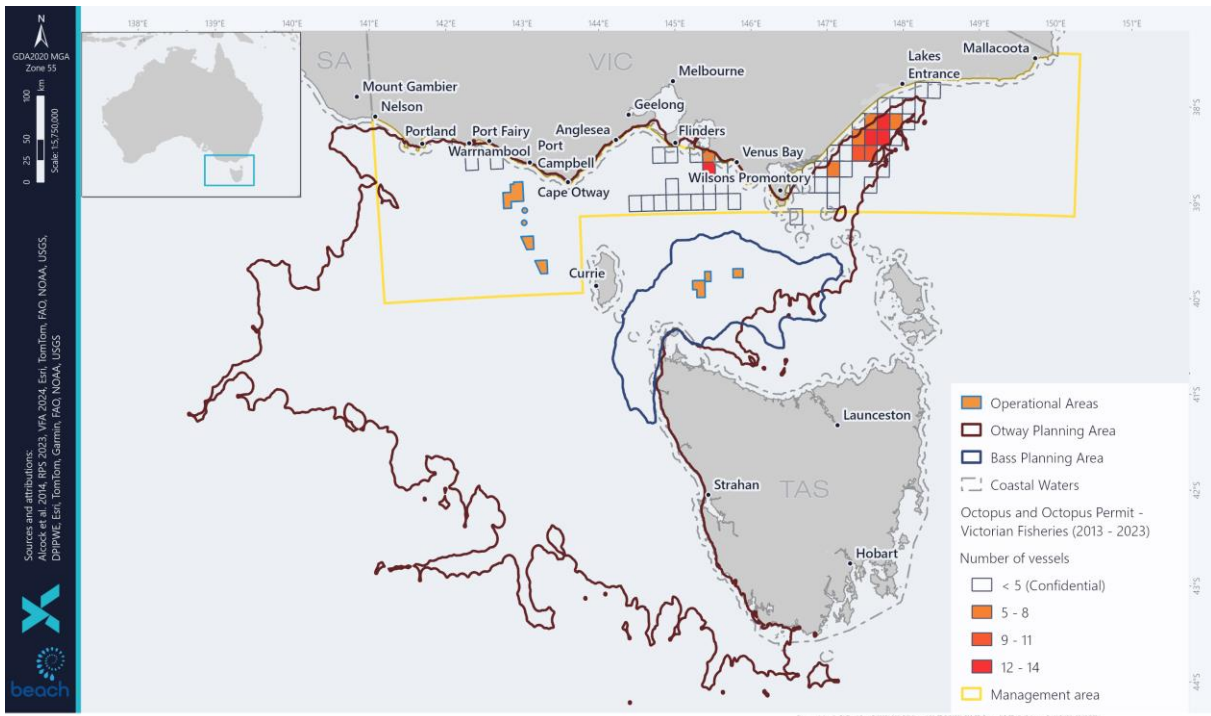 N
GDA2020 MGA
Zone 55
km
100
50
25
0
Scale: 1:5,750,000
Sources and attributions:
Alcock et al. 2014, RPS 2023, VFA 2024, Esri, TomTom, FAO, NOAA, USGS,
DPIPWE, Esri, TomTom, Garmin, FAO, NOAA, USGS
beach
138°E
139°E
140°E
141°E
142°E
143°E
144°E
145°E
146°E
147°E
148°E
149°E
150°E
151°E
38°S
39°S
40°S
41°S
42°S
43°S
44°S
SA
VIC
TAS
Mount Gambier
Nelson
Portland
Port Fairy
Warrnambool
Port
Campbell
Cape Otway
Anglesea
Geelong
Melbourne
Flinders
Venus Bay
Wilsons Promontory
Lakes
Entrance
Mallacoota
Currie
Launceston
Strahan
Hobart
Operational Areas
Otway Planning Area
Bass Planning Area
Coastal Waters
Octopus and Octopus Permit -
Victorian Fisheries (2013 - 2023)
Number of vessels
< 5 (Confidential)
5 - 8
9 - 11
12 - 14
Management area